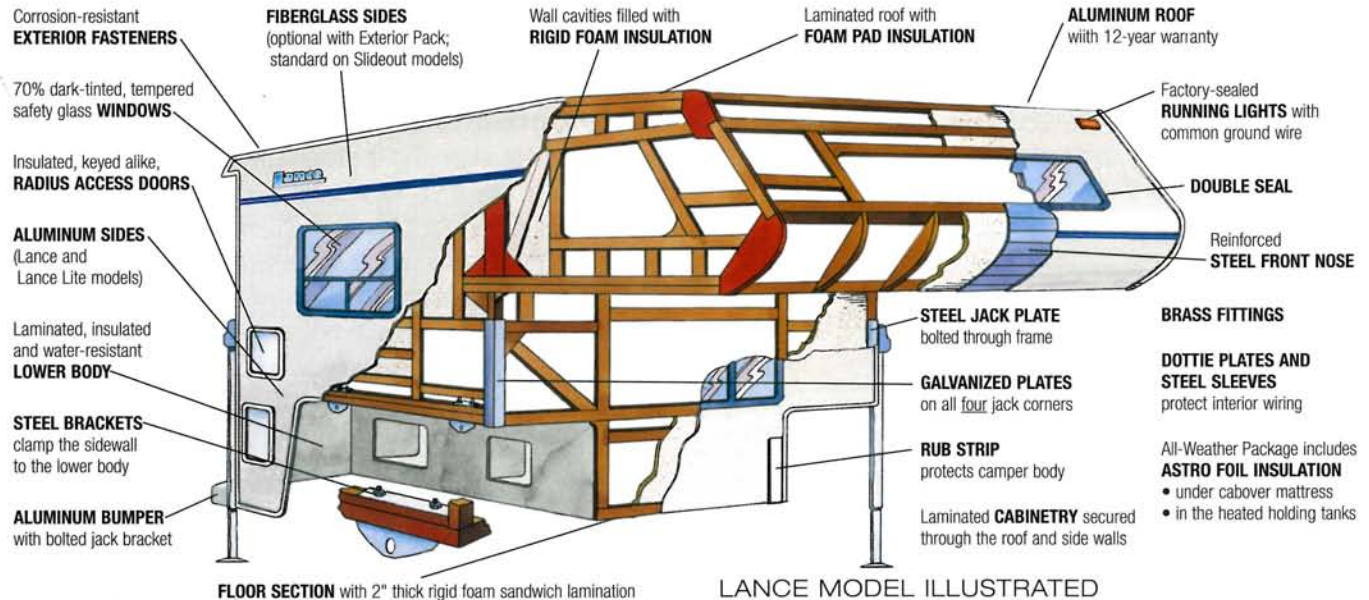 Corrosion-resistant
EXTERIOR FASTENERS
FIBERGLASS SIDES
(optional with Exterior Pack;
standard on Slideout models)
Wall cavities filled with
RIGID FOAM INSULATION
Laminated roof with
FOAM PAD INSULATION
ALUMINUM ROOF
wiith 12-year warranty
70% dark-tinted, tempered
safety glass WINDOWS
Factory-sealed
RUNNING LIGHTS with
common ground wire
Insulated, keyed alike,
RADIUS ACCESS DOORS
Lance
DOUBLE SEAL
ALUMINUM SIDES
(Lance and
Lance Lite models)
Reinforced
STEEL FRONT NOSE
Laminated, insulated
and water-resistant
LOWER BODY
STEEL JACK PLATE
bolted through frame
BRASS FITTINGS
GALVANIZED PLATES
on all four jack corners
DOTTIE PLATES AND
STEEL SLEEVES
protect interior wiring
STEEL BRACKETS
clamp the sidewall
to the lower body
RUB STRIP
protects camper body
All-Weather Package includes
ASTRO FOIL INSULATION
• under cabover mattress
• in the heated holding tanks
ALUMINUM BUMPER
with bolted jack bracket
Laminated CABINETRY secured
through the roof and side walls
FLOOR SECTION with 2" thick rigid foam sandwich lamination
LANCE MODEL ILLUSTRATED